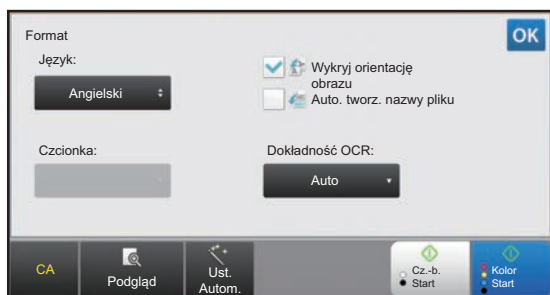 Format
OK
Język:
Angielski
Wykryj orientację
obrazu
Auto. tworz. nazwy pliku
Czcionka:
Dokładność OCR:
Auto
CA
Podgląd
Ust.
Autom.
Cz.-b.
Start
Kolor
Start